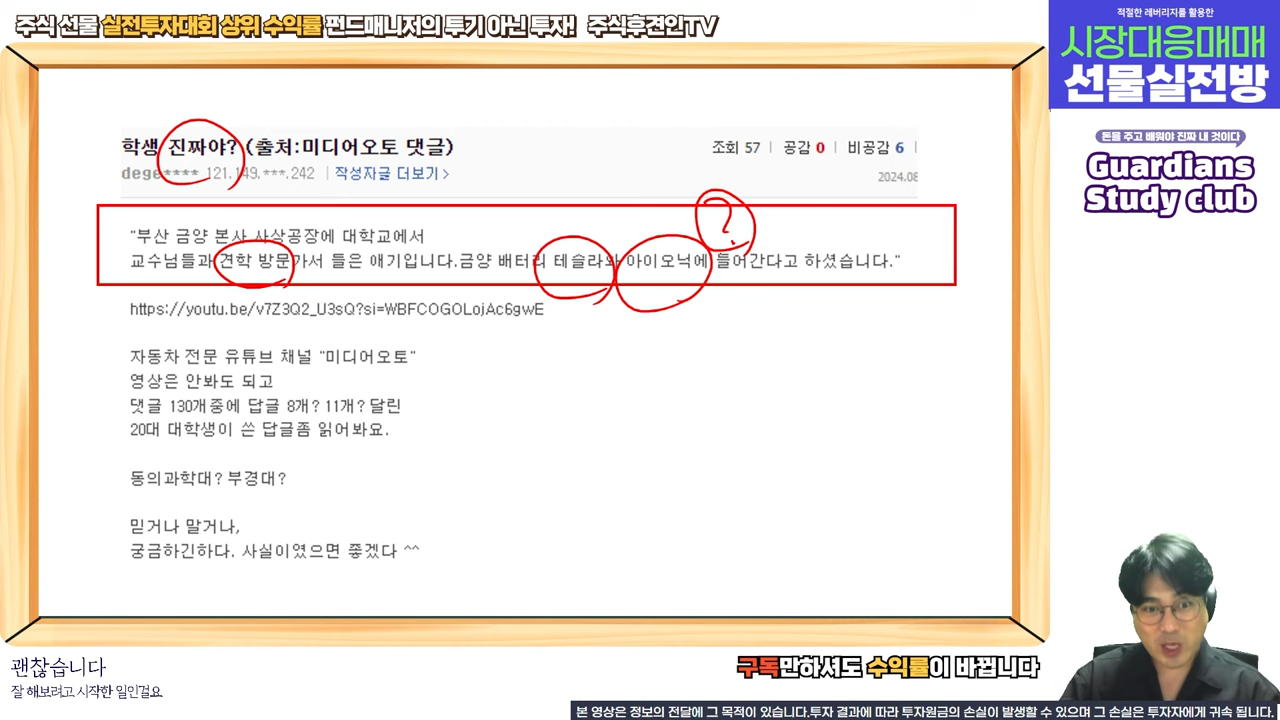 주식 선물 실전투자대회 상위 수익률 펀드매니저의 투기 아닌 투자! 주식후견인TV
적절한 레버리지를 활용한
시장대응매매
선물실전방
돈을 주고 배워야 진짜 내 것이다
Guardians
Study club
학생 진짜야? (출처:미디어오토 댓글)
조회 57 | 공감 0 | 비공감 6 |
dege**** 121.149.***.242 | 작성자글 더보기 >
2024.08
?
"부산 금양 본사 사상공장에 대학교에서
교수님들과 견학 방문가서 들은 얘기입니다.금양 배터리 테슬라와 아이오닉에 들어간다고 하셨습니다."
https://youtu.be/v7Z3Q2_U3sQ?si=WBFCOGOLojAc6gwE
자동차 전문 유튜브 채널 "미디어오토"
영상은 안봐도 되고
댓글 130개중에 답글 8개? 11개? 달린
20대 대학생이 쓴 답글좀 읽어봐요.
동의과학대? 부경대?
믿거나 말거나,
궁금하긴하다. 사실이였으면 좋겠다 ^^
괜찮습니다
잘 해보려고 시작한 일인걸요
구독만하셔도 수익률이 바뀝니다
본 영상은 정보의 전달에 그 목적이 있습니다.투자 결과에 따라 투자원금의 손실이 발생할 수 있으며 그 손실은 투자자에게 귀속 됩니다.